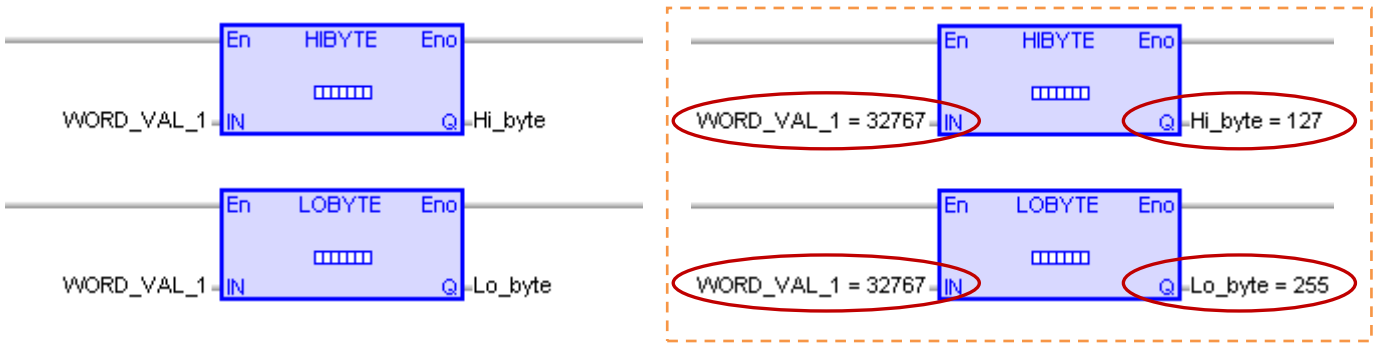 En HIBYTE Eno
WORD_VAL_1 IN Q Hi_byte
En LOBYTE Eno
WORD_VAL_1 IN Q Lo_byte
En HIBYTE Eno
WORD_VAL_1 = 32767 IN Q Hi_byte = 127
En LOBYTE Eno
WORD_VAL_1 = 32767 IN Q Lo_byte = 255